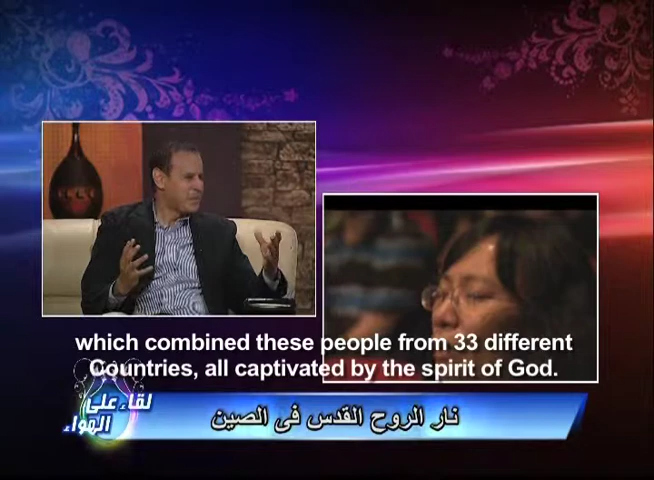 which combined these people from 33 different
Countries, all captivated by the spirit of God.
لقاء على
الهواء
نار الروح القدس فى الصين